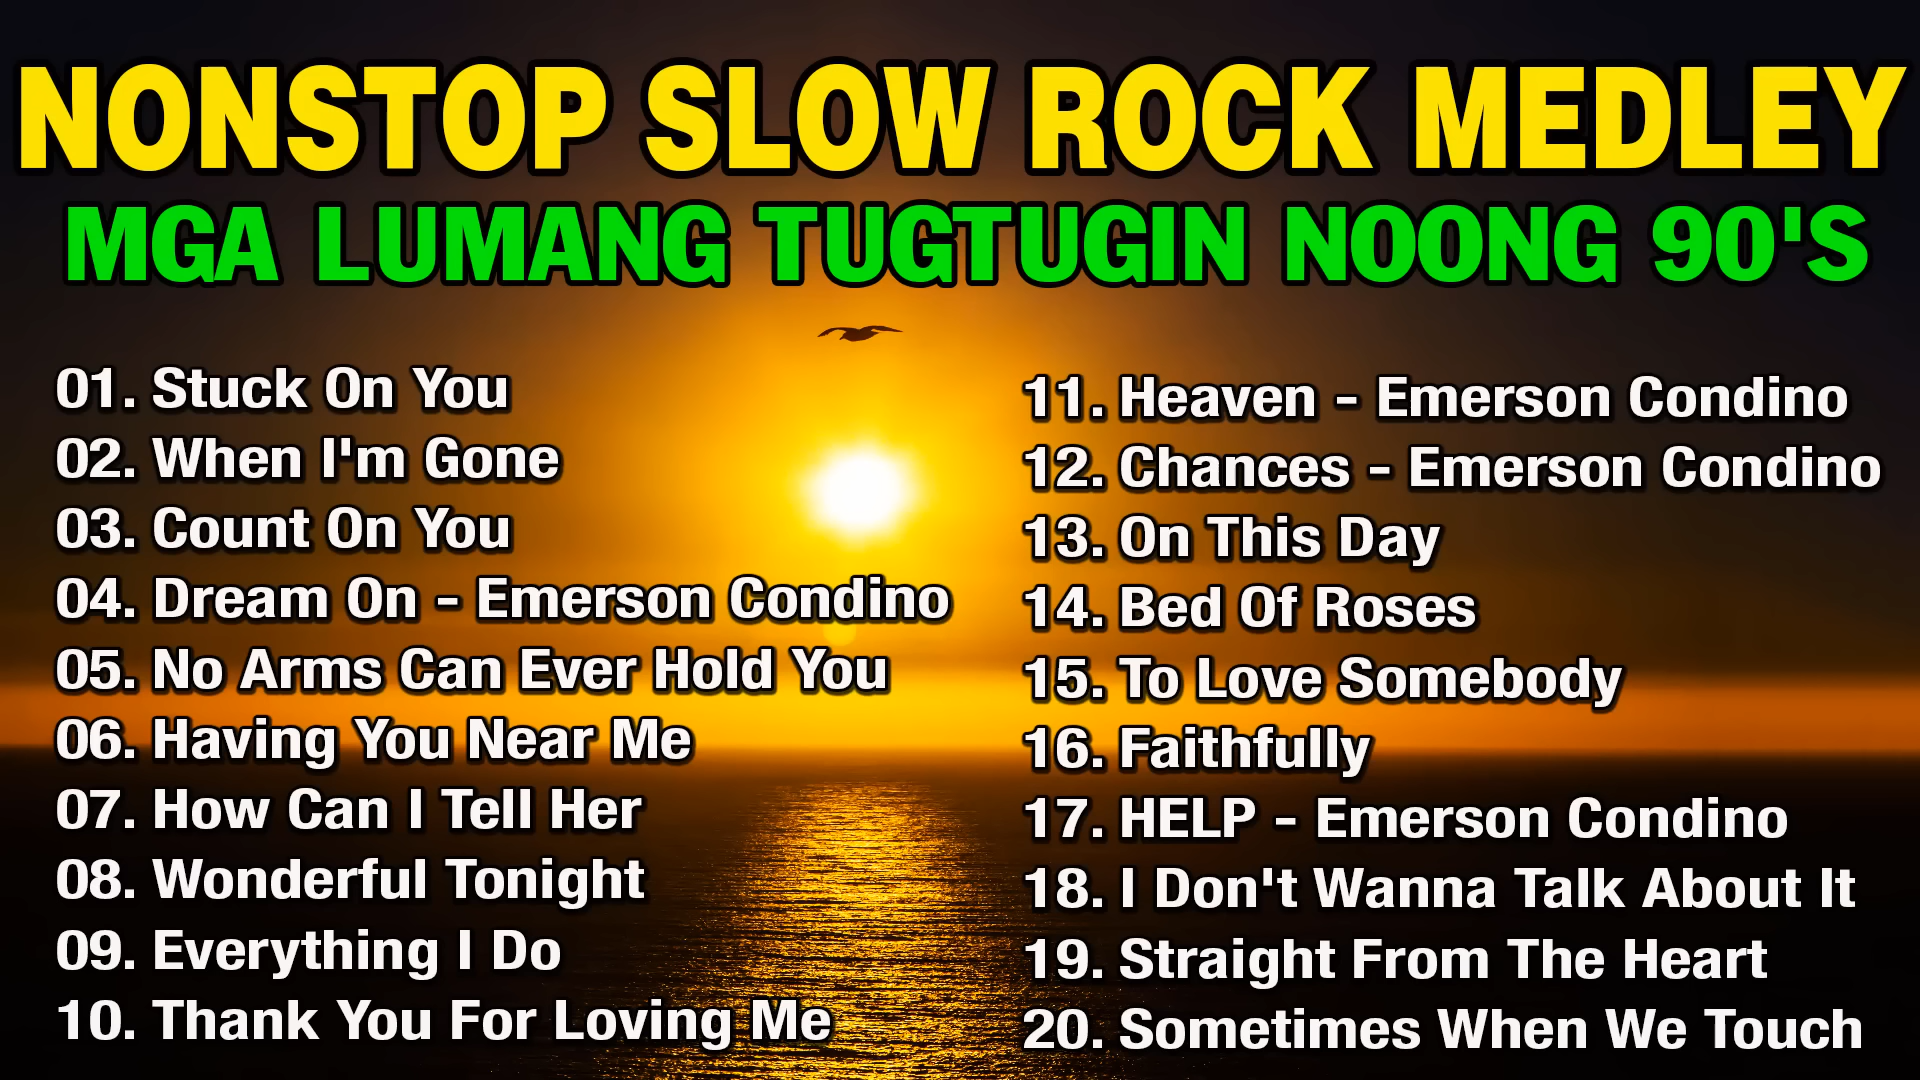 NONSTOP SLOW ROCK MEDLEY
MGA LUMANG TUGTUGIN NOONG 90'S
01. Stuck On You
02. When I'm Gone
03. Count On You
04. Dream On - Emerson Condino
05. No Arms Can Ever Hold You
06. Having You Near Me
07. How Can I Tell Her
08. Wonderful Tonight
09. Everything I Do
10. Thank You For Loving Me
11. Heaven - Emerson Condino
12. Chances - Emerson Condino
13. On This Day
14. Bed Of Roses
15. To Love Somebody
16. Faithfully
17. HELP - Emerson Condino
18. I Don't Wanna Talk About It
19. Straight From The Heart
20. Sometimes When We Touch